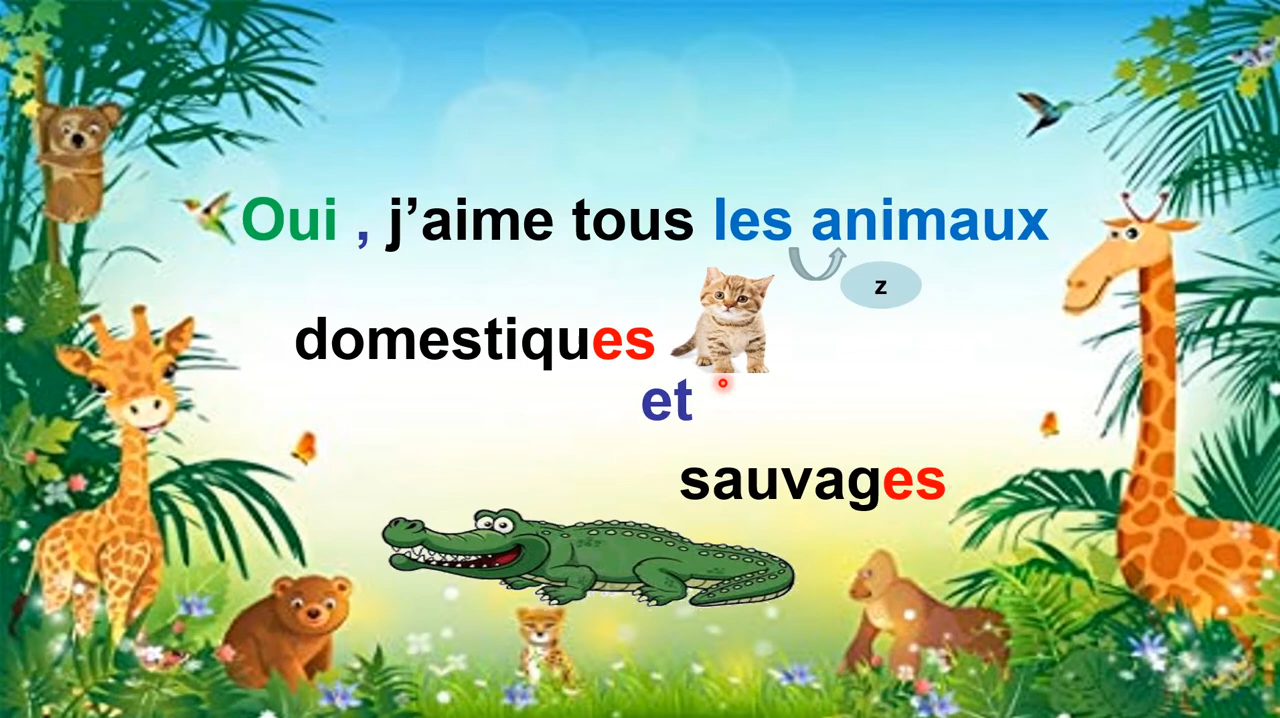 Oui , j’aime tous les animaux
z
domestiques
et
sauvages